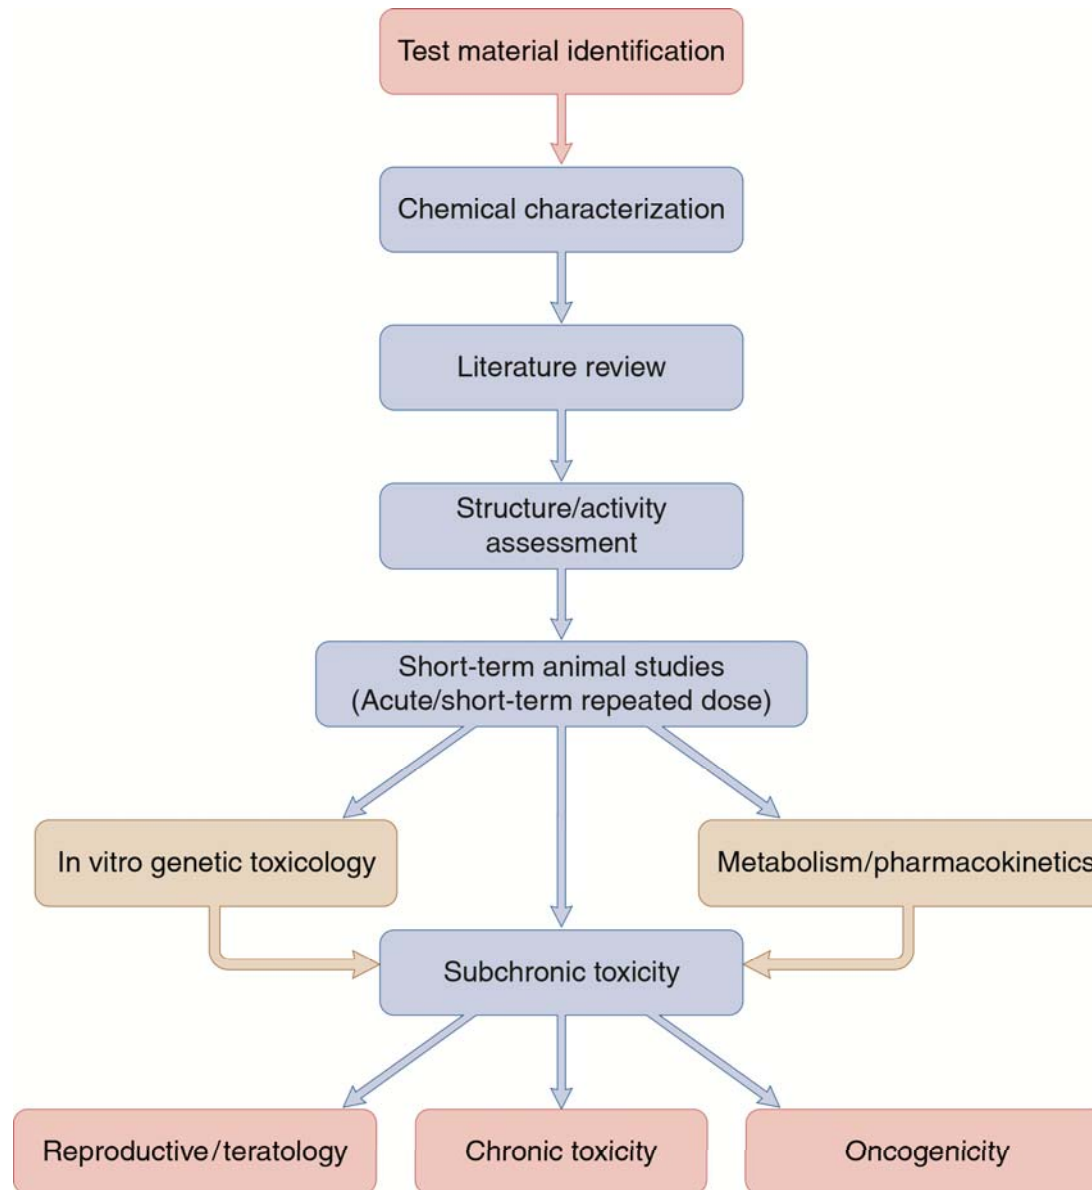 Test material identification
Chemical characterization
Literature review
Structure/activity
assessment
Short-term animal studies
(Acute/short-term repeated dose)
In vitro genetic toxicology
Metabolism/pharmacokinetics
Subchronic toxicity
Reproductive/teratology
Chronic toxicity
Oncogenicity